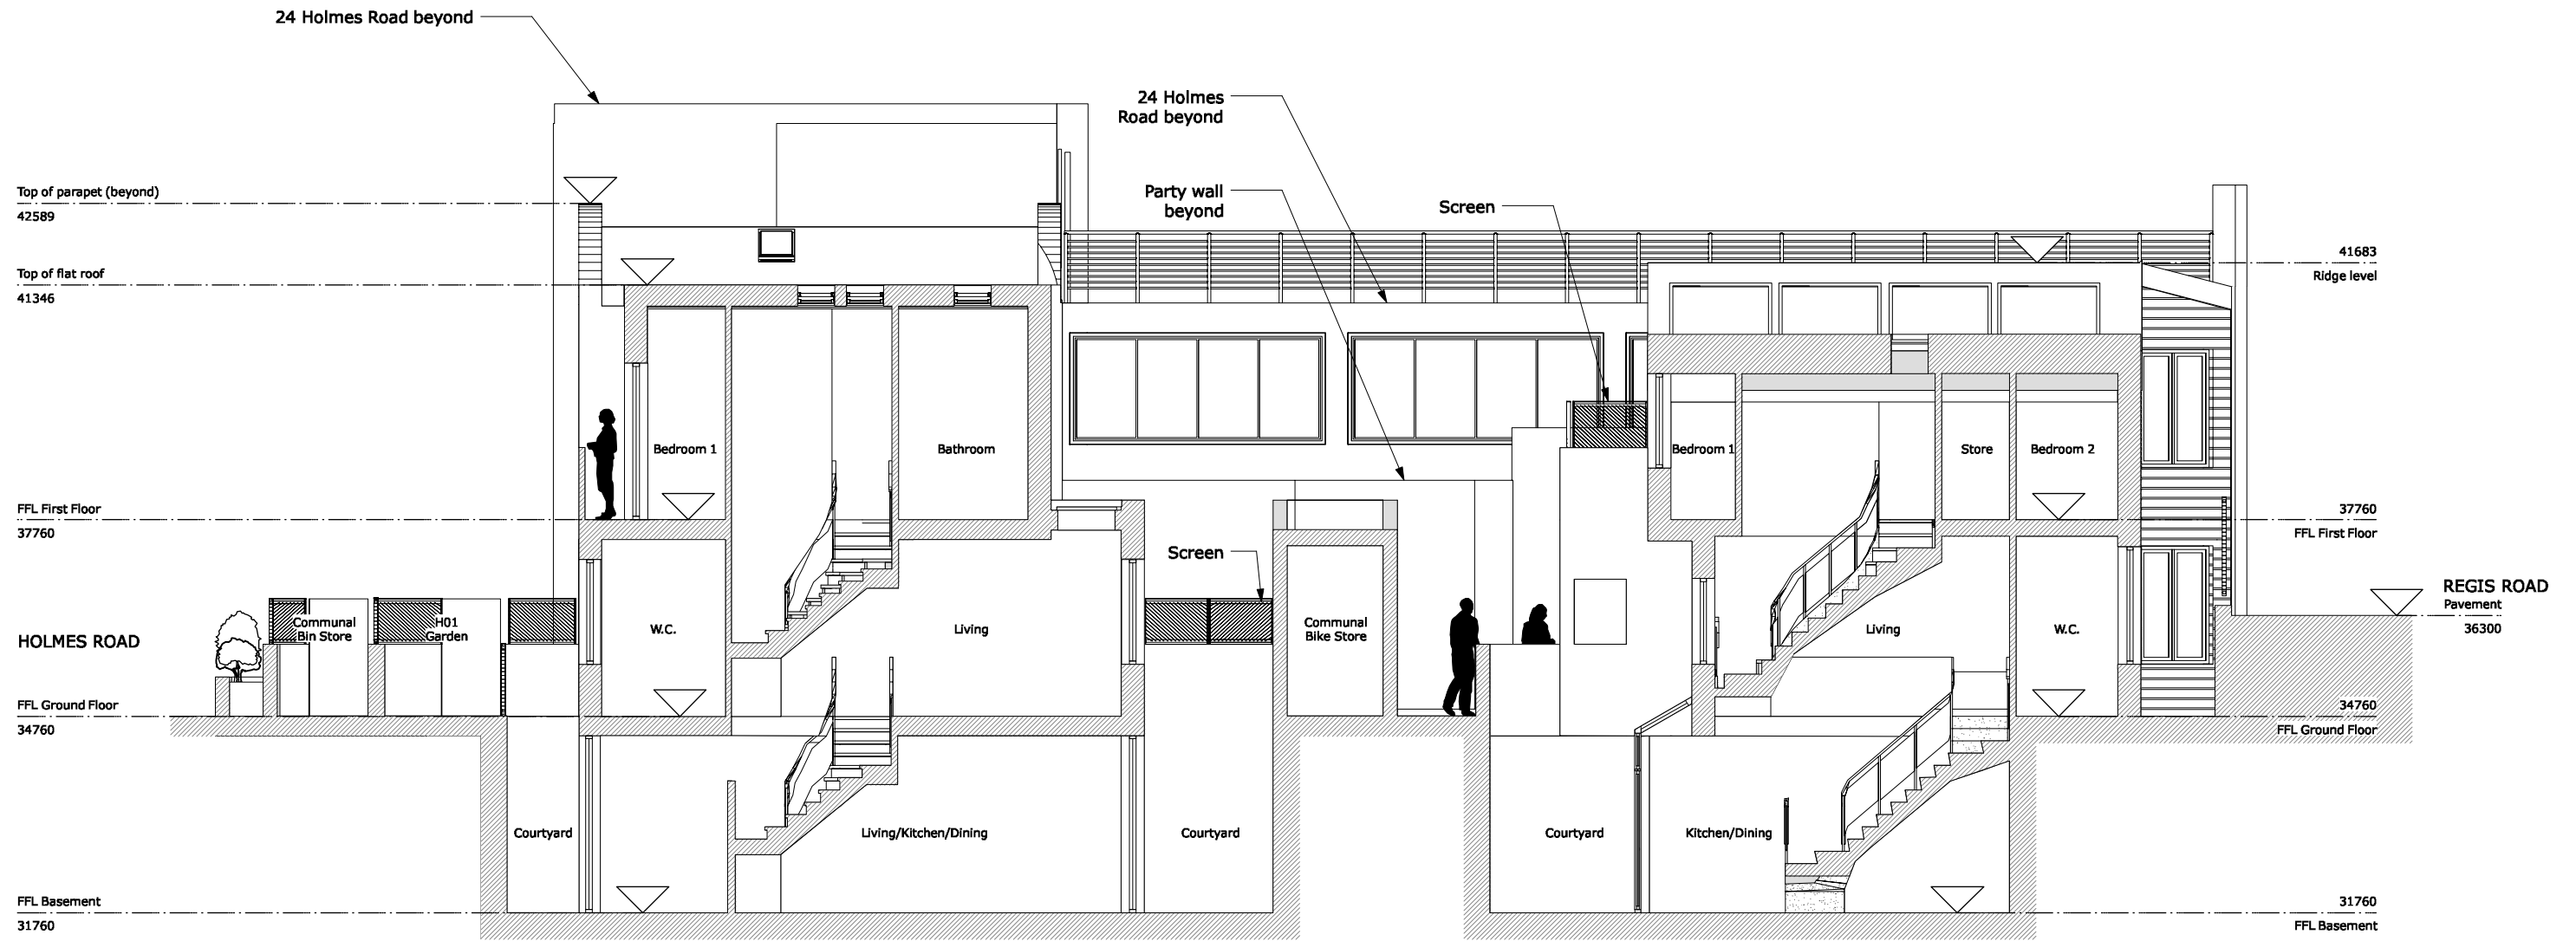 24 Holmes Road beyond
24 Holmes
Road beyond
Top of parapet (beyond)
42589
Party wall
beyond
Screen
Top of flat roof
41346
41683
Ridge level
Bedroom 1
Bathroom
Bedroom 1
Store
Bedroom 2
FFL First Floor
37760
37760
FFL First Floor
Screen
HOLMES ROAD
Communal
Bin Store
H01
Garden
W.C.
Living
Communal
Bike Store
Living
W.C.
REGIS ROAD
Pavement
36300
FFL Ground Floor
34760
34760
FFL Ground Floor
Courtyard
Living/Kitchen/Dining
Courtyard
Courtyard
Kitchen/Dining
FFL Basement
31760
31760
FFL Basement